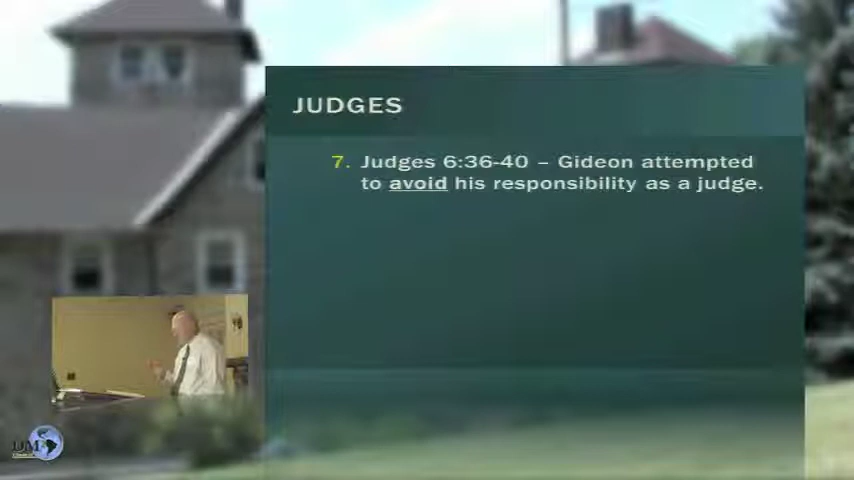 JUDGES
7. Judges 6:36-40 – Gideon attempted
to avoid his responsibility as a judge.